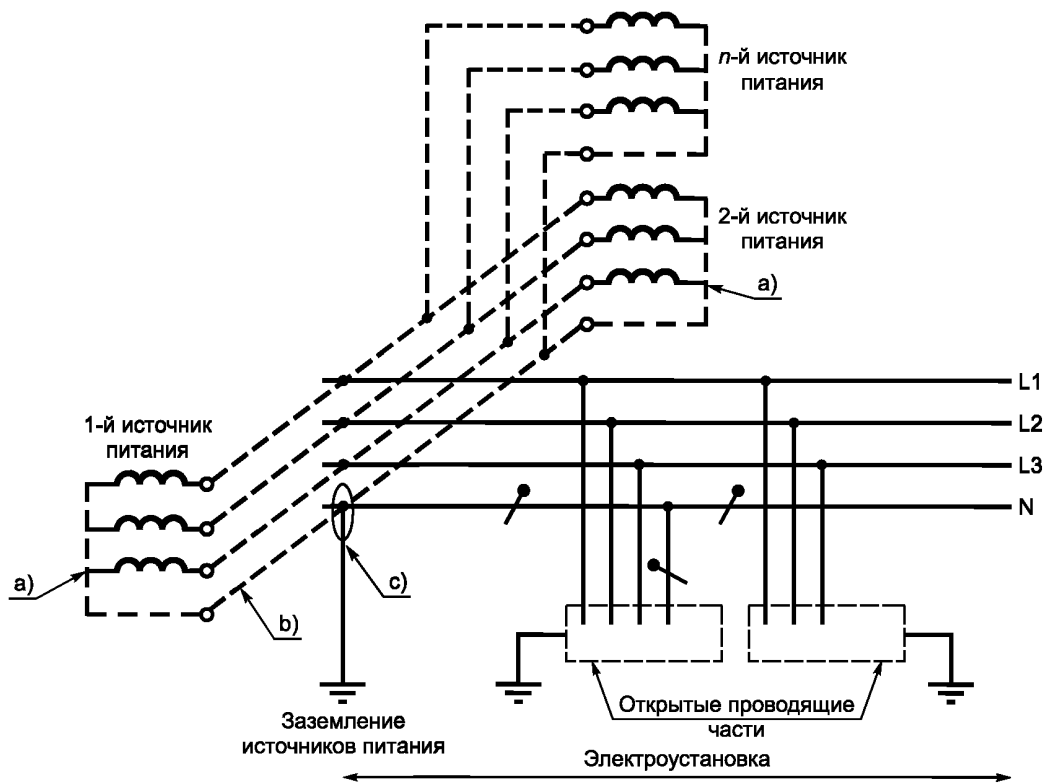 n-й источник
питания
2-й источник
питания
a)
L1
1-й источник
питания
L2
L3
N
a)
b)
c)
Открытые проводящие
части
Заземление
источников питания
Электроустановка